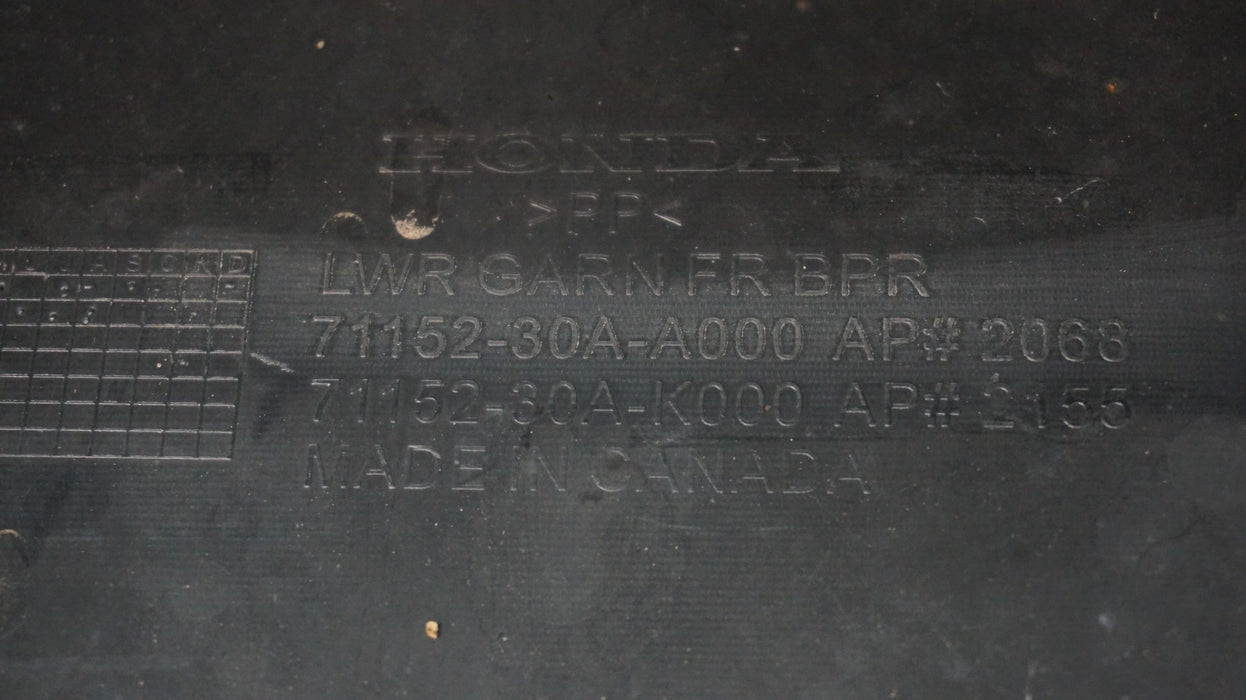 HONDA
>PP<
LWR GARN FR BPR
71152-30A-A000 AP# 2068
71152-30A-K000 AP# 2155
MADE IN CANADA